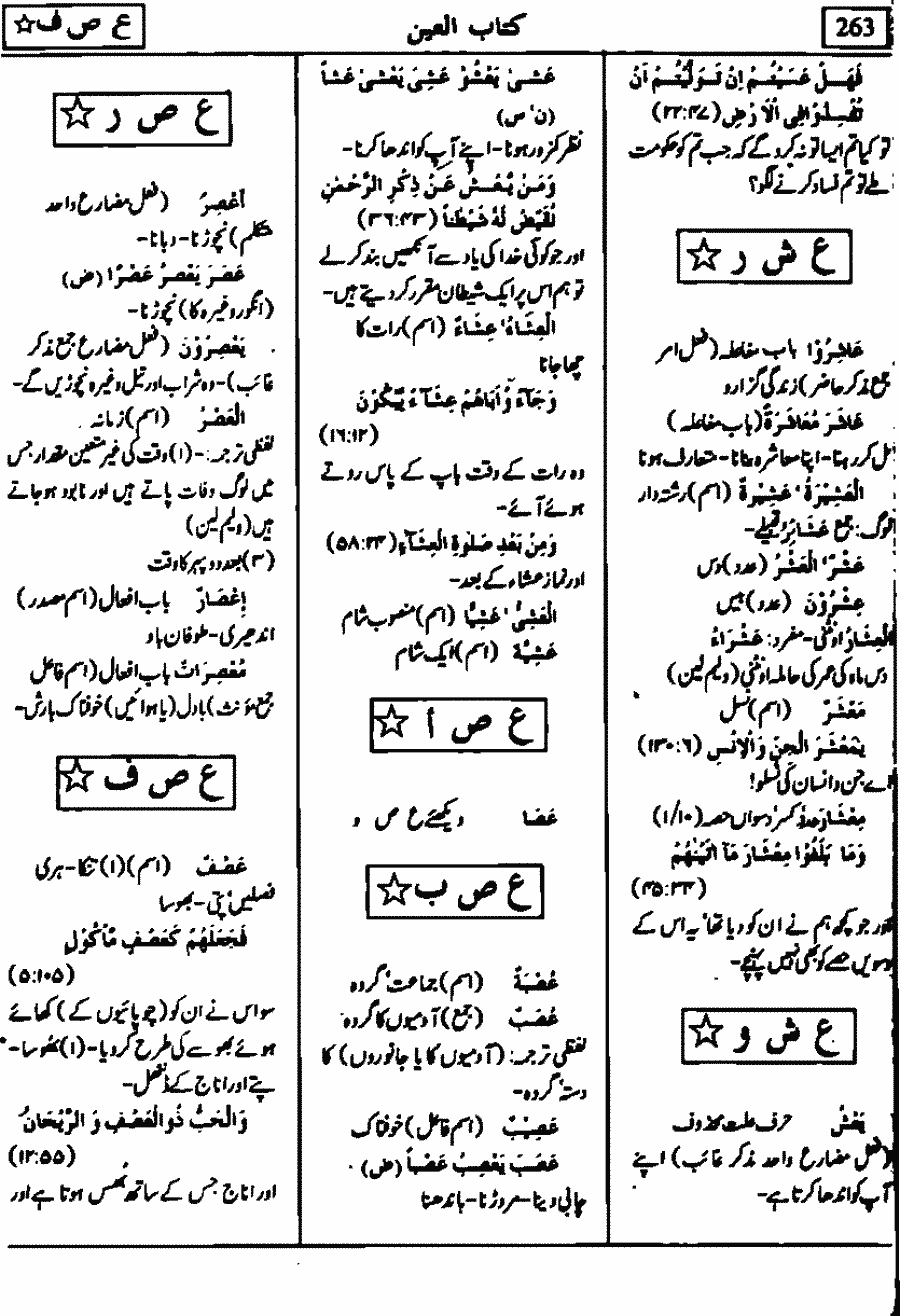 263
کتاب العین
ع ص ف☆
فَهَلْ عَسَيْتُمْ اِنْ تَوَلَّيْتُمْ اَنْ
تُفْسِدُوْا فِی الْاَرْضِ (۲۲:۴۷)
تو کیا تم ایسا تو نہ کرو گے کہ جب تم کو حکومت
ملے تو تم فساد کرنے لگو؟
ع ش ر☆
عَاشِرُوْا باب مفاعلہ (فعل امر
جمع مذکر حاضر) زندگی گزارو
عَاشَرَ مُعَاشَرَةً (باب مفاعلہ)
مل کر رہنا-اپنا معاشرہ بنانا-متعارف ہونا
الْعَشِيْرَةُ' عَشِيْرَةٌ (اسم) رشتہ دار
لوگ: جمع عَشَائِرُ قبیلے-
عَشْرٌ' الْعَشْرُ (عدد) دس
عِشْرُوْنَ (عدد) بیس
الْعِشَارُ اونٹنی-مفرد: عَشْرَاءُ
دس ماہ کی عمر کی حاملہ اونٹنی (ولیم لین)
مَعْشَرٌ (اسم) نسل
يٰمَعْشَرَ الْجِنِّ وَالْاِنْسِ (۱۳۰:۶)
اے جن و انسان کی نسلو!
مِعْشَارَ عدد کسر' دسواں حصہ (۱/۱۰)
وَمَا بَلَغُوْا مِعْشَارَ مَآ اٰتَيْنٰهُمْ
(۴۵:۳۴)
اور جو کچھ ہم نے ان کو دیا تھا' یہ اس کے
دسویں حصے کو بھی نہیں پہنچے-
ع ش و☆
يَعْشُ حرف علت محذوف
(فعل مضارع واحد مذکر غائب) اپنے
آپ کو اندھا کرتا ہے-
عَشٰی يَعْشُوْ عَشِیَ يَعْشٰی عَشاً
(ن' س)
نظر کمزور ہونا-اپنے آپ کو اندھا کرنا-
وَمَنْ يَّعْشُ عَنْ ذِكْرِ الرَّحْمٰنِ
نُقَيِّضْ لَهٗ شَيْطٰناً (۳۶:۴۳)
اور جو کوئی خدا کی یاد سے آنکھیں بند کر لے
تو ہم اس پر ایک شیطان مقرر کر دیتے ہیں-
الْعِشَاءُ' عِشَاءً (اسم) رات کا
چھا جانا
وَجَآءُ وْٓ اَبَاهُمْ عِشَآءً يَّبْكُوْنَ
(۱۶:۱۲)
وہ رات کے وقت باپ کے پاس روتے
ہوئے آئے-
وَمِنْۢ بَعْدِ صَلٰوةِ الْعِشَآءِ (۵۸:۲۴)
اور نماز عشاء کے بعد-
الْعَشِیُّ' عَشِيًّا (اسم) منصوب شام
عَشِيَّةً (اسم) ایک شام
ع ص أ☆
عَصَا دیکھئے ع ص و
ع ص ب☆
عُصْبَةٌ (اسم) جماعت' گروہ
عُصَبٌ (جمع) آدمیوں کا گروہ
لفظی ترجمہ: (آدمیوں کا یا جانوروں) کا
دستہ' گروہ-
عَصِيْبٌ (اسم فاعل) خوفناک
عَصَبَ يَعْصِبُ عَصْباً (ض)
چابی دینا-مروڑنا-باندھنا
ع ص ر☆
اَعْصِرُ (فعل مضارع واحد
متکلم) نچوڑنا-دبانا-
عَصَرَ يَعْصِرُ عَصْرًا (ض)
(انگور وغیرہ کا) نچوڑنا-
يَعْصِرُوْنَ (فعل مضارع جمع مذکر
غائب)-وہ شراب اور تیل وغیرہ نچوڑیں گے-
الْعَصْرُ (اسم) زمانہ
لفظی ترجمہ:-(۱) وقت کی غیر متعین مقدار جس
میں لوگ وفات پاتے ہیں اور نابود ہو جاتے
ہیں (ولیم لین)
(۳) بعد دوپہر کا وقت
اِعْصَارٌ باب افعال (اسم مصدر)
اندھیری-طوفان باد
مُعْصِرَاتٌ باب افعال (اسم فاعل
جمع مونث) بادل (یا ہوائیں) خوفناک بارش-
ع ص ف☆
عَصْفٌ (اسم) (۱) تنکا-ہری
فصلیں' پتی-بھوسا
فَجَعَلَهُمْ كَعَصْفٍ مَّاْكُوْلٍ
(۵:۱۰۵)
سو اس نے ان کو (چوپائیوں کے) کھائے
ہوئے بھوسے کی طرح کر دیا-(۱) بھوسا-
پتے اور اناج کے ڈنٹھل-
وَالْحَبُّ ذُوالْعَصْفِ وَ الرَّيْحَانُ
(۱۲:۵۵)
اور اناج جس کے ساتھ بُھس ہوتا ہے اور